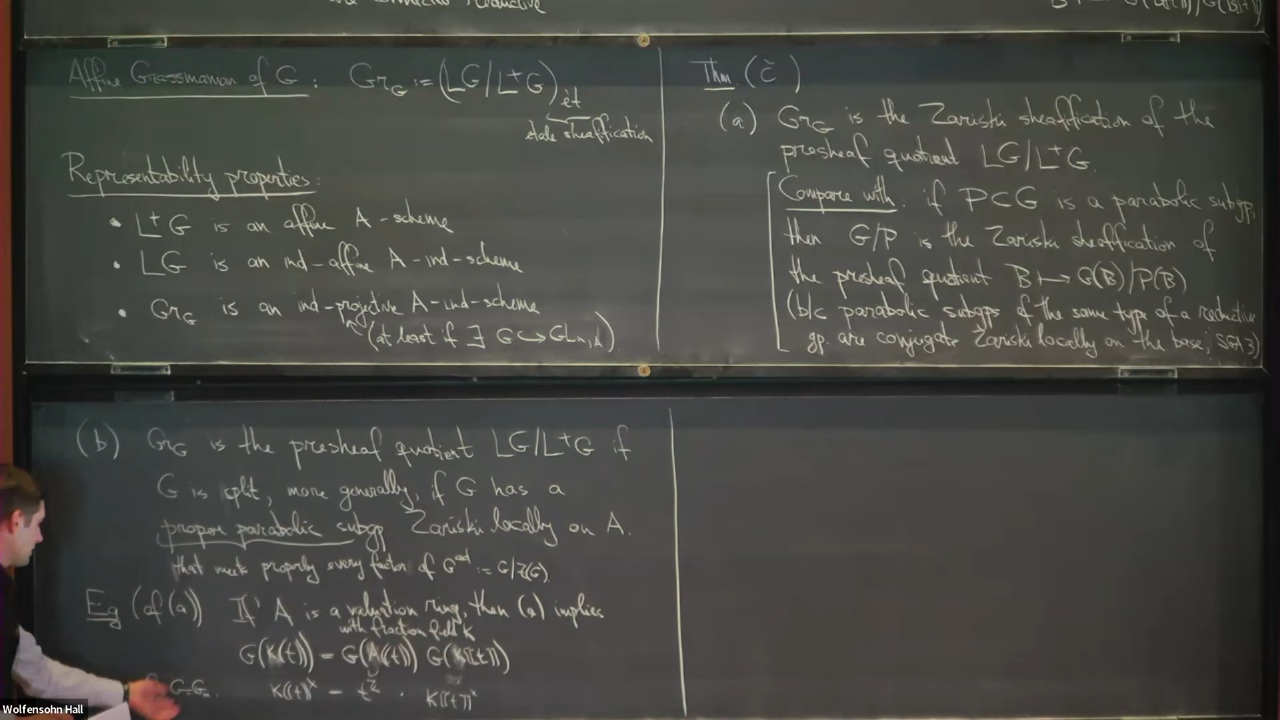 Affine Grassmannian of G : Gr_G := (LG/L⁺G)_ét
étale sheaffication
Representability properties:
• L⁺G is an affine A-scheme
• LG is an ind-affine A-ind-scheme
• Gr_G is an ind-projective A-ind-scheme
(at least if ∃ G ↪ GL_{n,A})
Thm (Č)
(a) Gr_G is the Zariski sheaffication of the
presheaf quotient LG/L⁺G.
Compare with: if P ⊂ G is a parabolic subgp,
then G/P is the Zariski sheaffication of
the presheaf quotient B ↦ G(B)/P(B)
(b/c parabolic subgps of the same type of a reductive
gp. are conjugate Zariski locally on the base, SGA3)
(b) Gr_G is the presheaf quotient LG/L⁺G if
G is split, more generally, if G has a
proper parabolic subgp Zariski locally on A.
that meets properly every factor of G^ad := G/Z(G).
Eg (of (a)) If A is a valuation ring, then (a) implies
with fraction field K
G(K((t))) = G(A((t))) G(K[[t]])
K((t))^× = t^ℤ · K[[t]]^×
Wolfensohn Hall